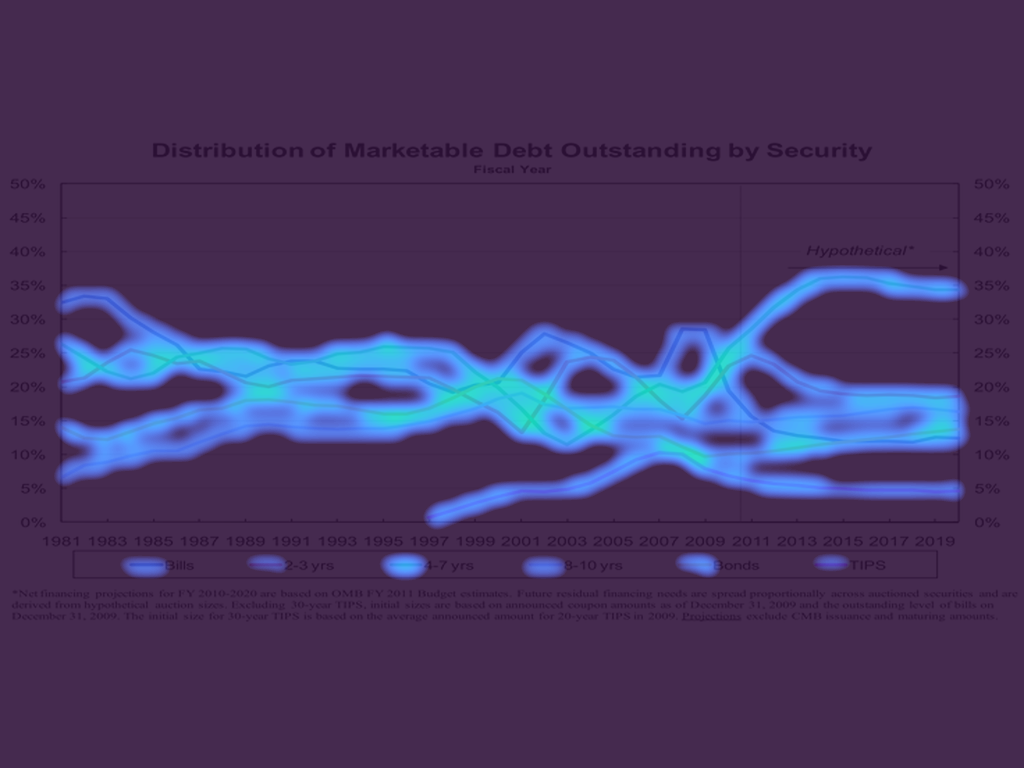 Distribution of Marketable Debt Outstanding by Security
Fiscal Year
50% 50%
45% 45%
40% 40%
Hypothetical*
35% 35%
30% 30%
25% 25%
20% 20%
15% 15%
10% 10%
5% 5%
0% 0%
1981 1983 1985 1987 1989 1991 1993 1995 1997 1999 2001 2003 2005 2007 2009 2011 2013 2015 2017 2019
Bills 2-3 yrs 4-7 yrs 8-10 yrs Bonds TIPS
*Net financing projections for FY 2010-2020 are based on OMB FY 2011 Budget estimates. Future residual financing needs are spread proportionally across auctioned securities and are
derived from hypothetical auction sizes. Excluding 30-year TIPS, initial sizes are based on announced coupon amounts as of December 31, 2009 and the outstanding level of bills on
December 31, 2009. The initial size for 30-year TIPS is based on the average announced amount for 20-year TIPS in 2009. Projections exclude CMB issuance and maturing amounts.